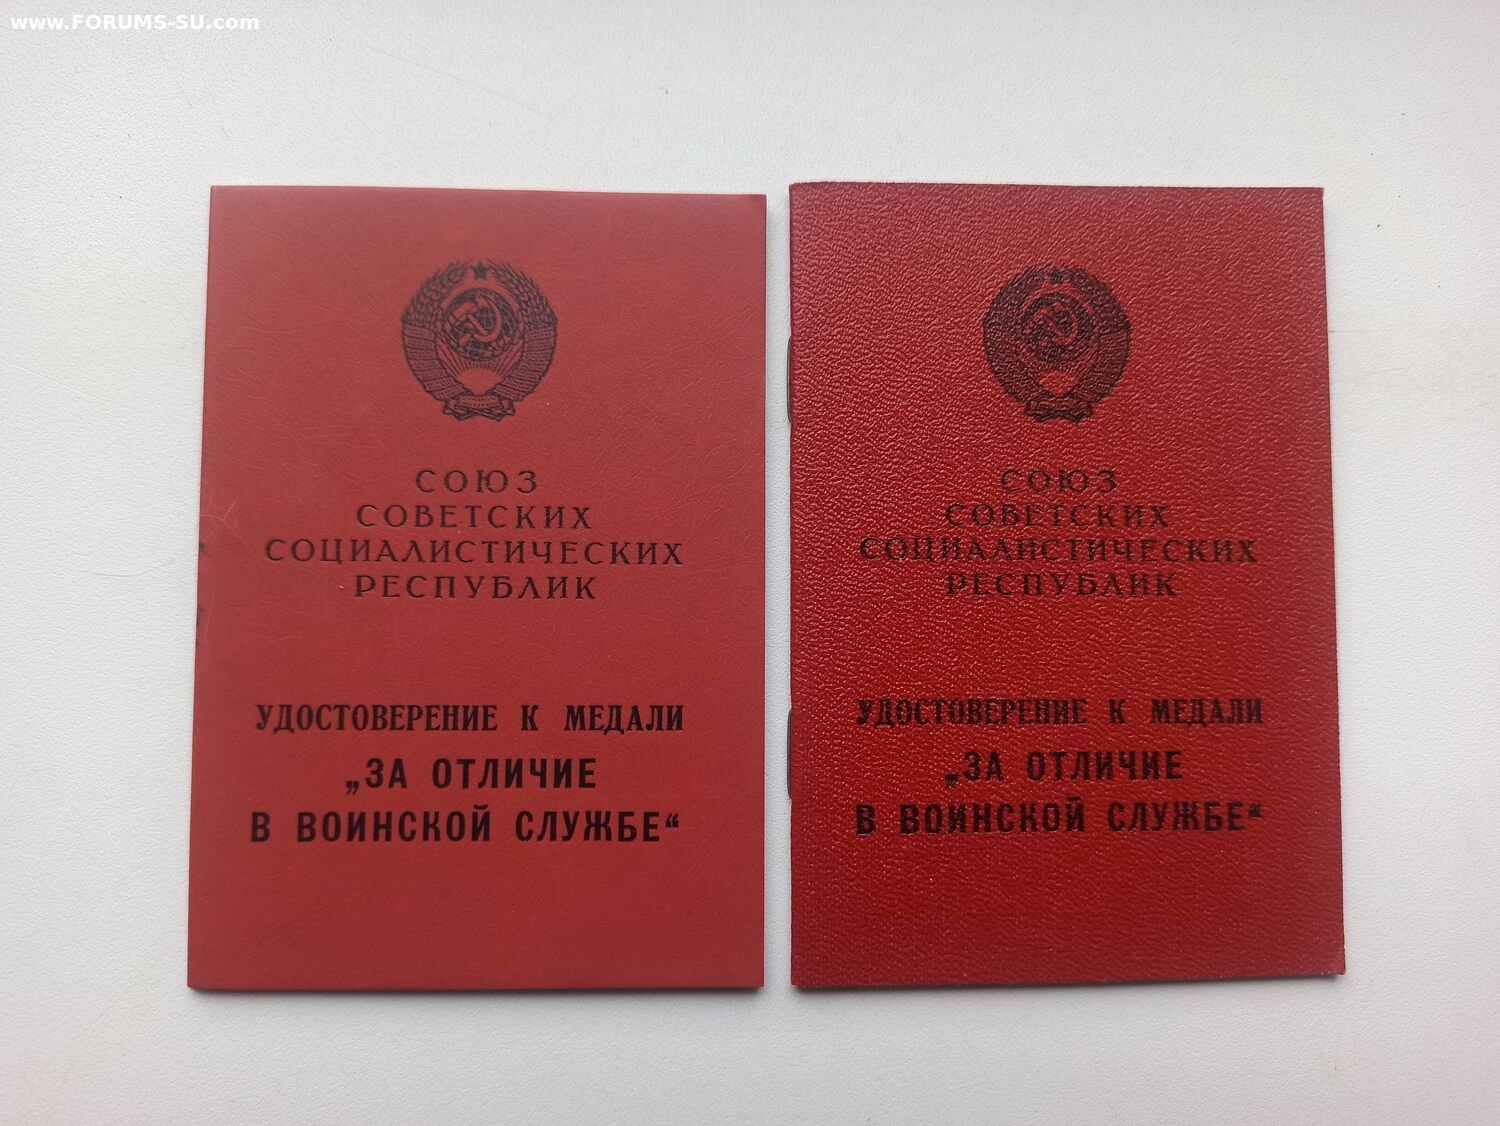 www.FORUMS-SU.com
СОЮЗ
СОВЕТСКИХ
СОЦИАЛИСТИЧЕСКИХ
РЕСПУБЛИК
УДОСТОВЕРЕНИЕ К МЕДАЛИ
„ЗА ОТЛИЧИЕ
В ВОИНСКОЙ СЛУЖБЕ“
СОЮЗ
СОВЕТСКИХ
СОЦИАЛИСТИЧЕСКИХ
РЕСПУБЛИК
УДОСТОВЕРЕНИЕ К МЕДАЛИ
„ЗА ОТЛИЧИЕ
В ВОИНСКОЙ СЛУЖБЕ“